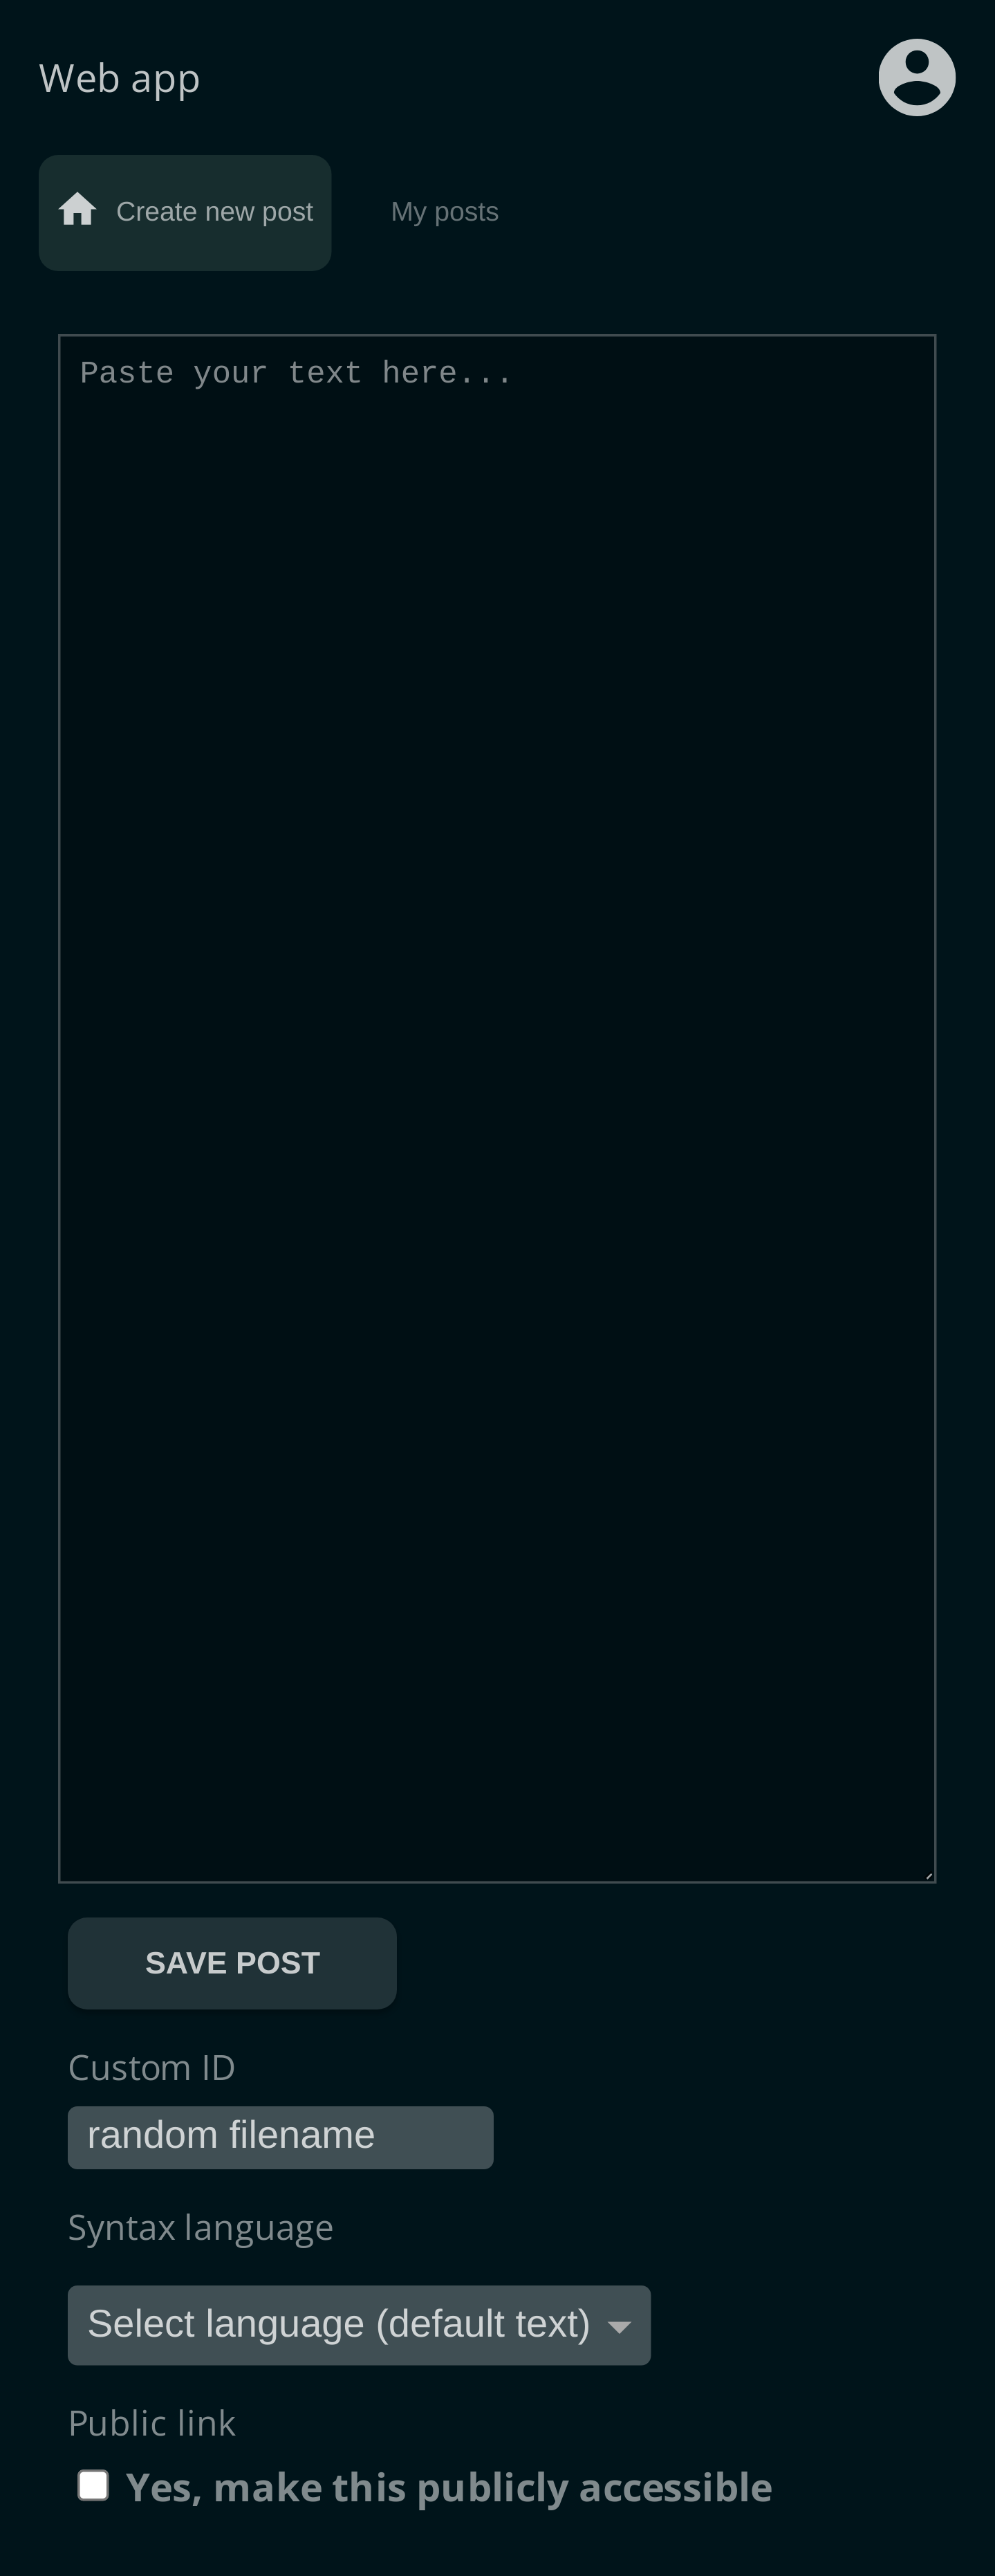 Web app
Create new post
My posts
Paste your text here...
SAVE POST
Custom ID
random filename
Syntax language
Select language (default text)
Public link
Yes, make this publicly accessible